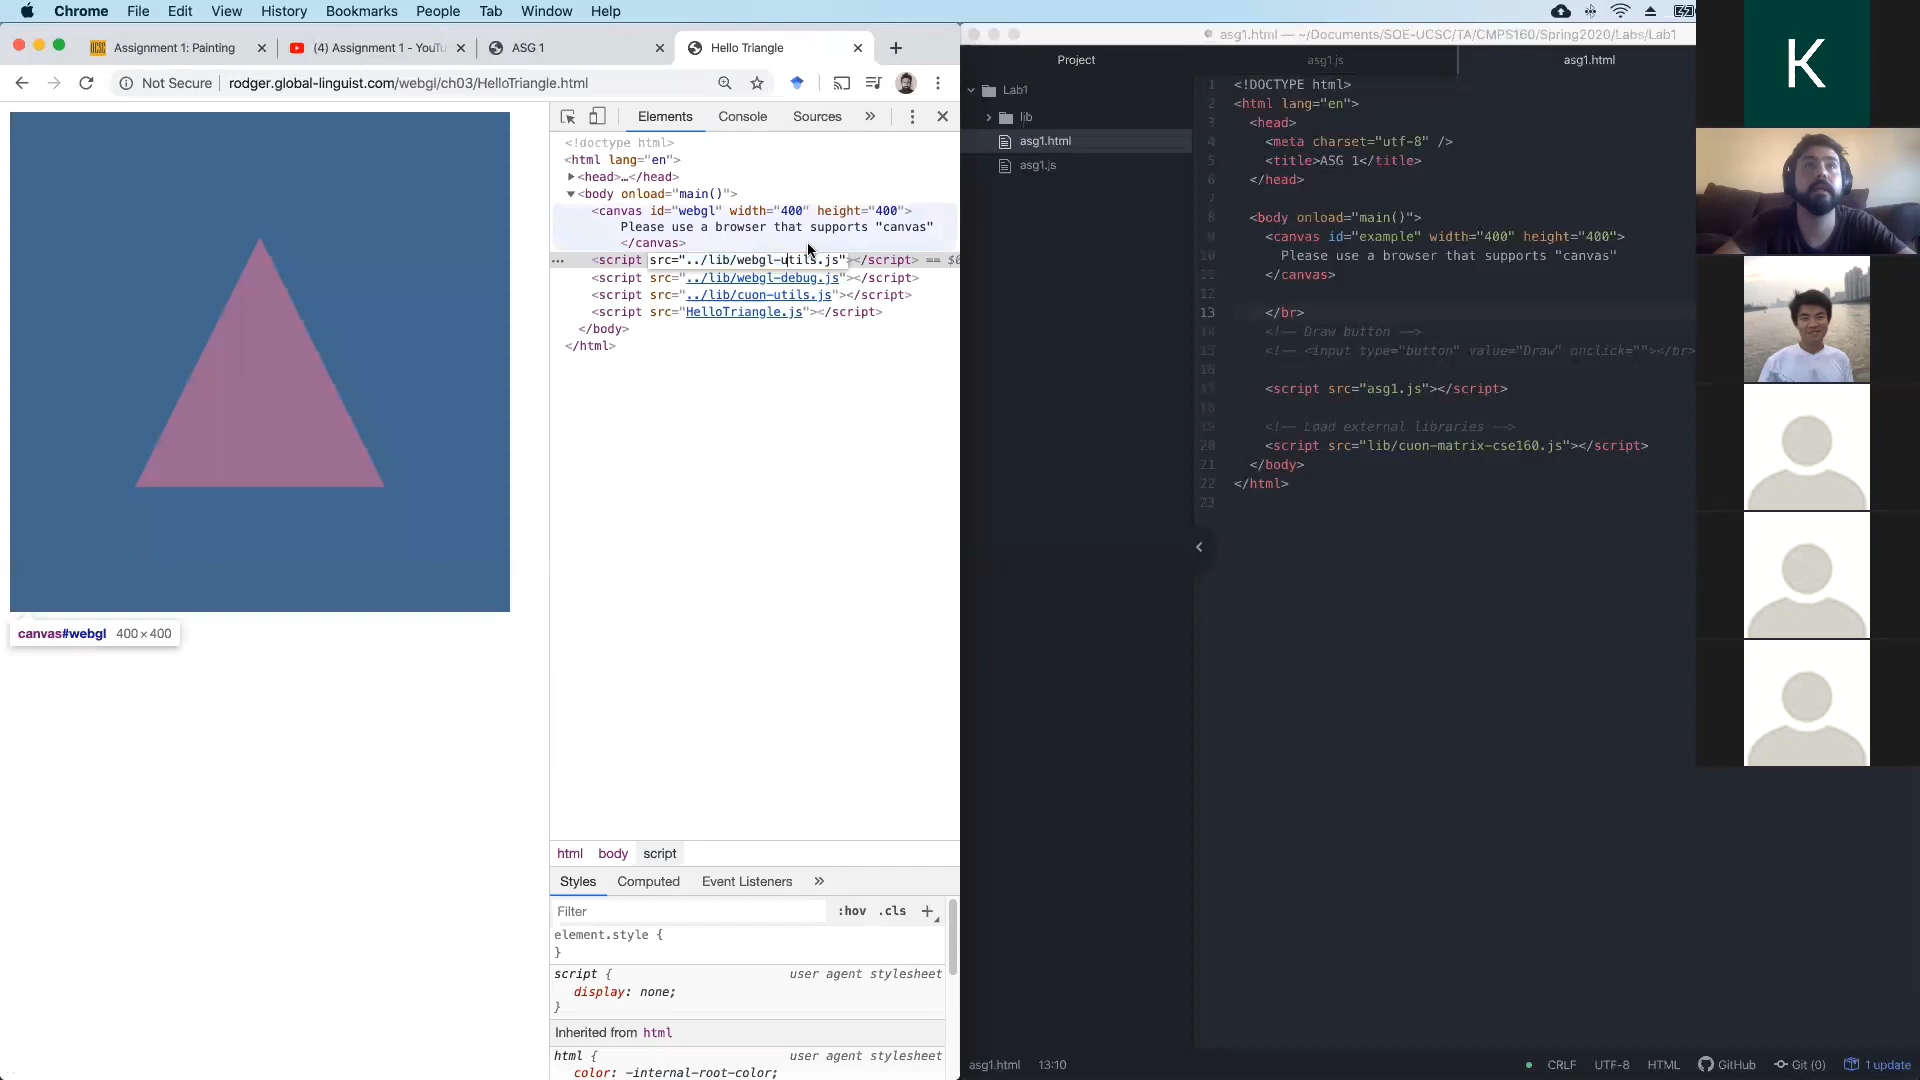 Chrome File Edit View History Bookmarks People Tab Window Help
Assignment 1: Painting
(4) Assignment 1 - YouTu
ASG 1
Hello Triangle
Not Secure rodger.global-linguist.com/webgl/ch03/HelloTriangle.html
canvas#webgl 400×400
Elements Console Sources »
<!doctype html>
<html lang="en">
<head>…</head>
<body onload="main()">
<canvas id="webgl" width="400" height="400">
Please use a browser that supports "canvas"
</canvas>
… <script src="../lib/webgl-utils.js"></script> == $0
<script src="../lib/webgl-debug.js"></script>
<script src="../lib/cuon-utils.js"></script>
<script src="HelloTriangle.js"></script>
</body>
</html>
html body script
Styles Computed Event Listeners »
Filter :hov .cls +
element.style {
}
script { user agent stylesheet
display: none;
}
Inherited from html
html { user agent stylesheet
color: -internal-root-color;
asg1.html — ~/Documents/SOE-UCSC/TA/CMPS160/Spring2020/Labs/Lab1
Project
asg1.js
asg1.html
Lab1
lib
asg1.html
asg1.js
1 <!DOCTYPE html>
2 <html lang="en">
3 <head>
4 <meta charset="utf-8" />
5 <title>ASG 1</title>
6 </head>
7
8 <body onload="main()">
9 <canvas id="example" width="400" height="400">
10 Please use a browser that supports "canvas"
11 </canvas>
12
13 </br>
14 <!-- Draw button -->
15 <!-- <input type="button" value="Draw" onclick=""></br>
16
17 <script src="asg1.js"></script>
18
19 <!-- Load external libraries -->
20 <script src="lib/cuon-matrix-cse160.js"></script>
21 </body>
22 </html>
23
asg1.html 13:10
CRLF UTF-8 HTML GitHub Git (0) 1 update
K